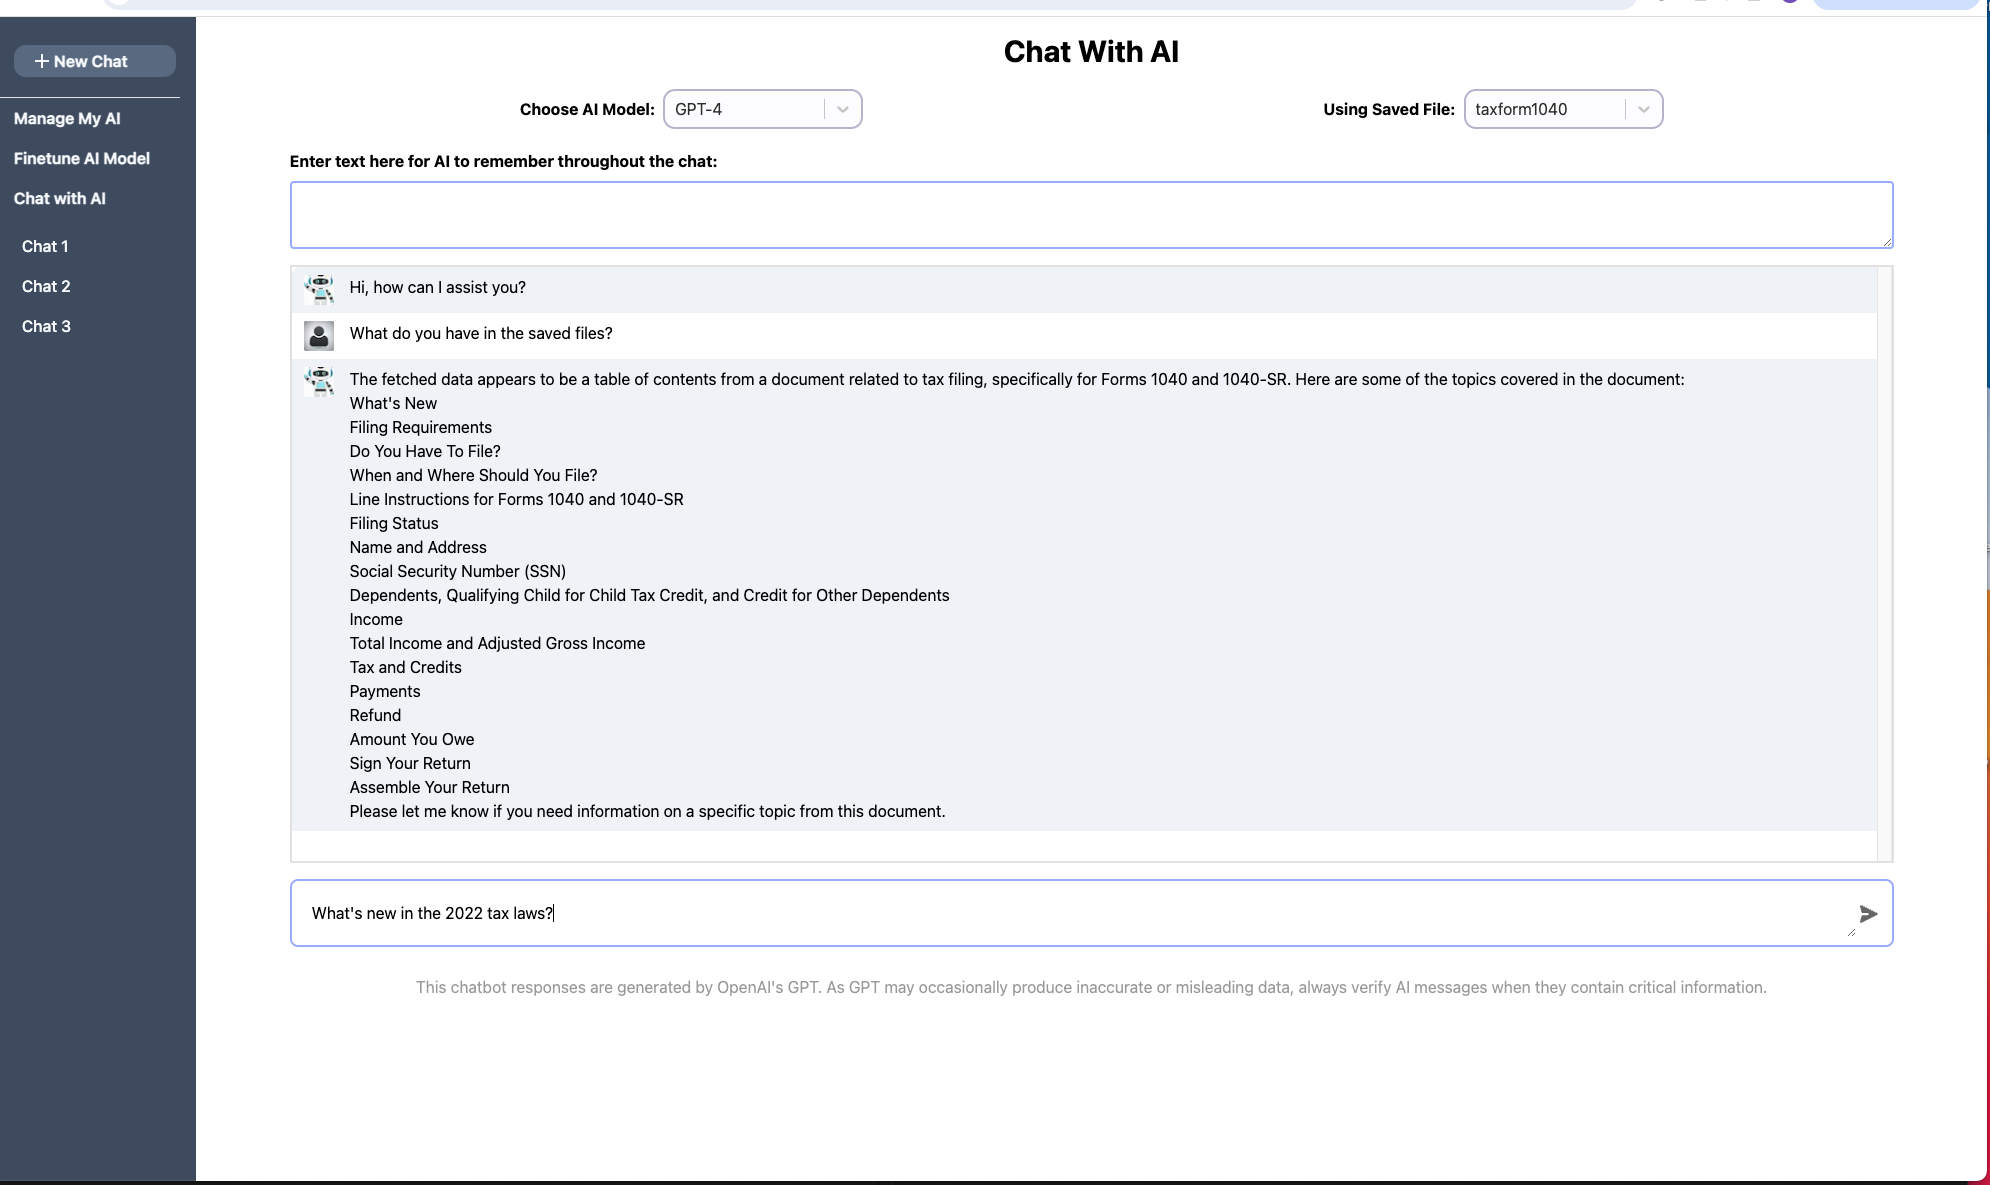 New Chat
Manage My AI
Finetune AI Model
Chat with AI
Chat 1
Chat 2
Chat 3
Chat With AI
Choose AI Model: GPT-4
Using Saved File: taxform1040
Enter text here for AI to remember throughout the chat:
Hi, how can I assist you?
What do you have in the saved files?
The fetched data appears to be a table of contents from a document related to tax filing, specifically for Forms 1040 and 1040-SR. Here are some of the topics covered in the document:
What's New
Filing Requirements
Do You Have To File?
When and Where Should You File?
Line Instructions for Forms 1040 and 1040-SR
Filing Status
Name and Address
Social Security Number (SSN)
Dependents, Qualifying Child for Child Tax Credit, and Credit for Other Dependents
Income
Total Income and Adjusted Gross Income
Tax and Credits
Payments
Refund
Amount You Owe
Sign Your Return
Assemble Your Return
Please let me know if you need information on a specific topic from this document.
What's new in the 2022 tax laws?
This chatbot responses are generated by OpenAI's GPT. As GPT may occasionally produce inaccurate or misleading data, always verify AI messages when they contain critical information.